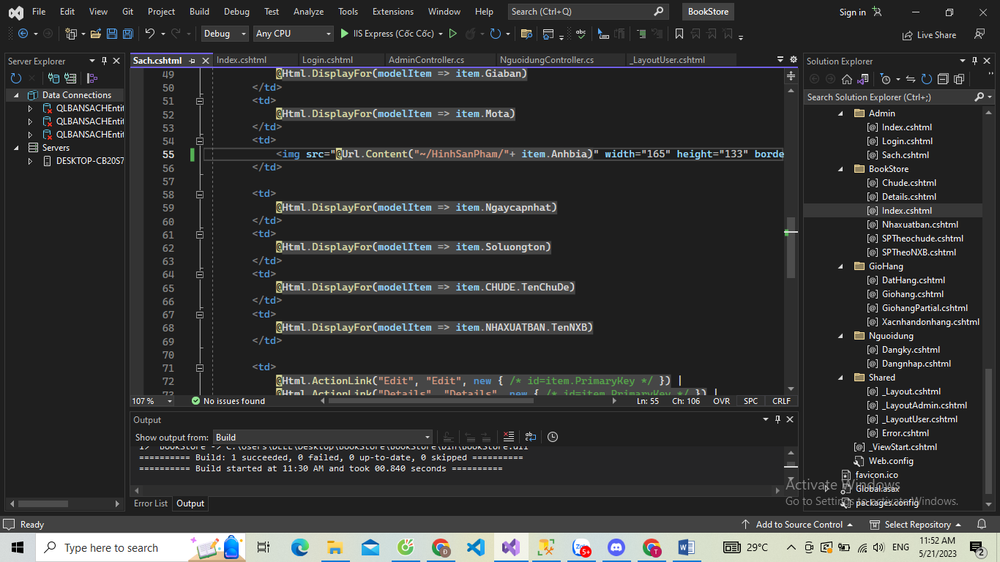 File Edit View Git Project Build Debug Test Analyze Tools Extensions Window Help Search (Ctrl+Q) BookStore Sign in
Debug Any CPU IIS Express (Cốc Cốc) Live Share
Server Explorer
Data Connections
QLBANSACHEntit
QLBANSACHEntit
QLBANSACHEntit
Servers
DESKTOP-CB20S7
Sach.cshtml Index.cshtml Login.cshtml AdminController.cs NguoidungController.cs _LayoutUser.cshtml
49 @Html.DisplayFor(modelItem => item.Giaban)
50 </td>
51 <td>
52 @Html.DisplayFor(modelItem => item.Mota)
53 </td>
54 <td>
55 <img src="@Url.Content("~/HinhSanPham/"+ item.Anhbia)" width="165" height="133" borde
56 </td>
57
58 <td>
59 @Html.DisplayFor(modelItem => item.Ngaycapnhat)
60 </td>
61 <td>
62 @Html.DisplayFor(modelItem => item.Soluongton)
63 </td>
64 <td>
65 @Html.DisplayFor(modelItem => item.CHUDE.TenChuDe)
66 </td>
67 <td>
68 @Html.DisplayFor(modelItem => item.NHAXUATBAN.TenNXB)
69 </td>
70
71 <td>
72 @Html.ActionLink("Edit", "Edit", new { /* id=item.PrimaryKey */ }) |
73 @Html.ActionLink("Details", "Details", new { /* id=item.PrimaryKey */ }) |
107 % No issues found Ln: 55 Ch: 106 OVR SPC CRLF
Output
Show output from: Build
1> BookStore -> C:\Users\DELL\Desktop\BookStore\BookStore\bin\BookStore.dll
========== Build: 1 succeeded, 0 failed, 0 up-to-date, 0 skipped ==========
========== Build started at 11:30 AM and took 00.840 seconds ==========
Error List Output
Solution Explorer
Search Solution Explorer (Ctrl+;)
Admin
Index.cshtml
Login.cshtml
Sach.cshtml
BookStore
Chude.cshtml
Details.cshtml
Index.cshtml
Nhaxuatban.cshtml
SPTheochude.cshtml
SPTheoNXB.cshtml
GioHang
DatHang.cshtml
Giohang.cshtml
GiohangPartial.cshtml
Xacnhandonhang.cshtml
Nguoidung
Dangky.cshtml
Dangnhap.cshtml
Shared
_Layout.cshtml
_LayoutAdmin.cshtml
_LayoutUser.cshtml
Error.cshtml
_ViewStart.cshtml
Web.config
favicon.ico
Global.asax
packages.config
Activate Windows
Go to Settings to activate Windows.
Ready Add to Source Control Select Repository
Type here to search 29°C ENG 11:52 AM
5/21/2023
Zalo 5+ 2